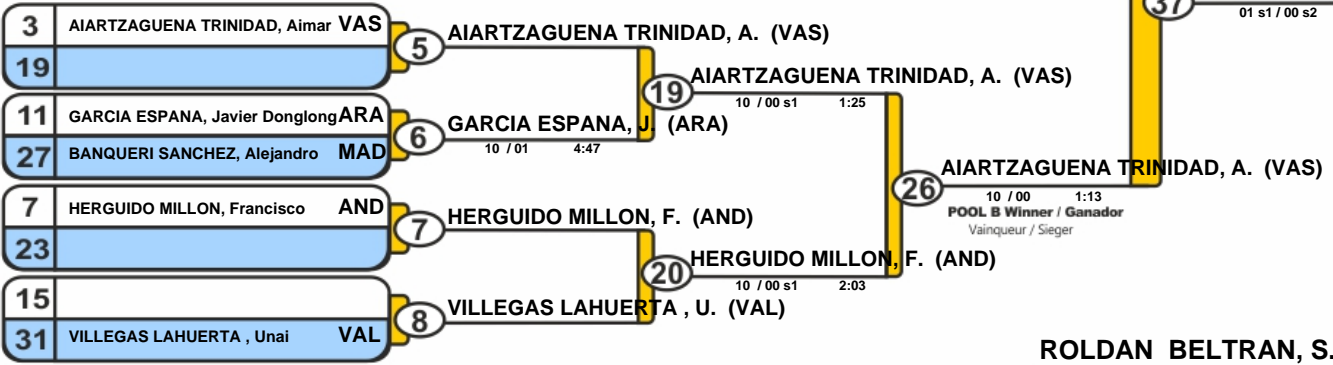 37
01 s1 / 00 s2
3 AIARTZAGUENA TRINIDAD, Aimar VAS
19
5 AIARTZAGUENA TRINIDAD, A. (VAS)
19 AIARTZAGUENA TRINIDAD, A. (VAS)
10 / 00 s1 1:25
11 GARCIA ESPANA, Javier Donglong ARA
27 BANQUERI SANCHEZ, Alejandro MAD
6 GARCIA ESPANA, J. (ARA)
10 / 01 4:47
26 AIARTZAGUENA TRINIDAD, A. (VAS)
10 / 00 1:13
POOL B Winner / Ganador
Vainqueur / Sieger
7 HERGUIDO MILLON, Francisco AND
23
7 HERGUIDO MILLON, F. (AND)
20 HERGUIDO MILLON, F. (AND)
10 / 00 s1 2:03
15
31 VILLEGAS LAHUERTA , Unai VAL
8 VILLEGAS LAHUERTA , U. (VAL)
ROLDAN BELTRAN, S.